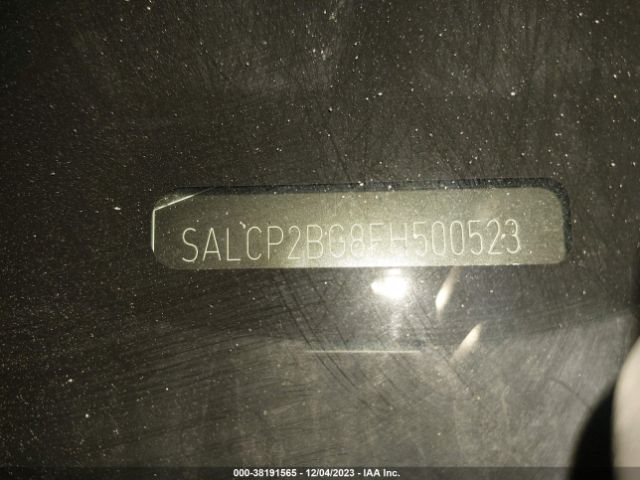 SALCP2BG8FH500523
000-38191565 | 12/04/2023 - IAA Inc.